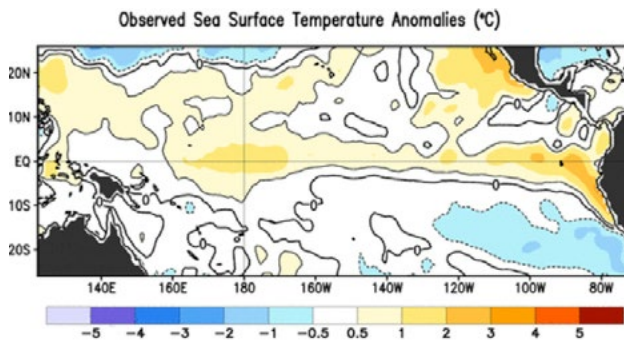 Observed Sea Surface Temperature Anomalies (°C)
20N
10N
EQ
10S
20S
140E 160E 180 160W 140W 120W 100W 80W
-5 -4 -3 -2 -1 -0.5 0.5 1 2 3 4 5